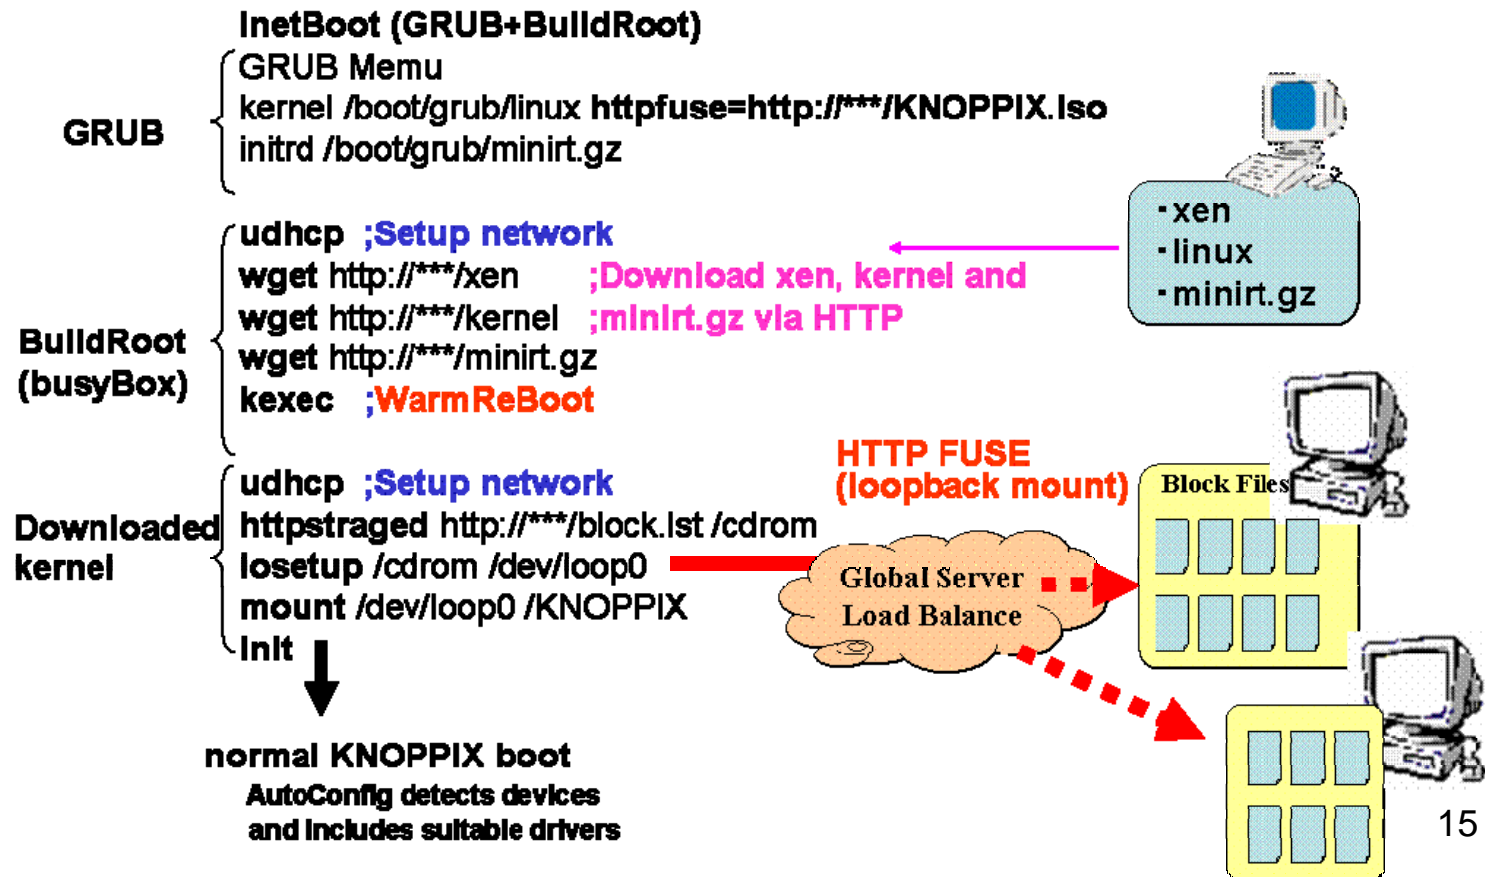 InetBoot (GRUB+BuildRoot)
GRUB
GRUB Memu
kernel /boot/grub/linux httpfuse=http://***/KNOPPIX.iso
initrd /boot/grub/minirt.gz
・xen
・linux
・minirt.gz
BuildRoot
(busyBox)
udhcp ;Setup network
wget http://***/xen ;Download xen, kernel and
wget http://***/kernel ;minirt.gz via HTTP
wget http://***/minirt.gz
kexec ;WarmReBoot
Downloaded
kernel
udhcp ;Setup network
httpstraged http://***/block.lst /cdrom
losetup /cdrom /dev/loop0
mount /dev/loop0 /KNOPPIX
Init
HTTP FUSE
(loopback mount)
Block Files
Global Server
Load Balance
normal KNOPPIX boot
AutoConfig detects devices
and includes suitable drivers
15